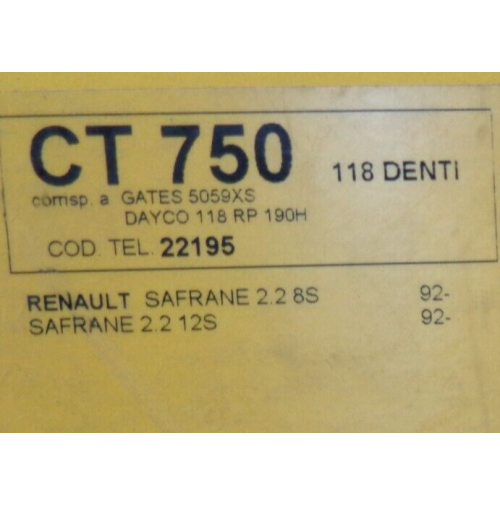 CT 750 118 DENTI
corrisp. a GATES 5059XS
DAYCO 118 RP 190H
COD. TEL. 22195
RENAULT SAFRANE 2.2 8S 92-
SAFRANE 2.2 12S 92-